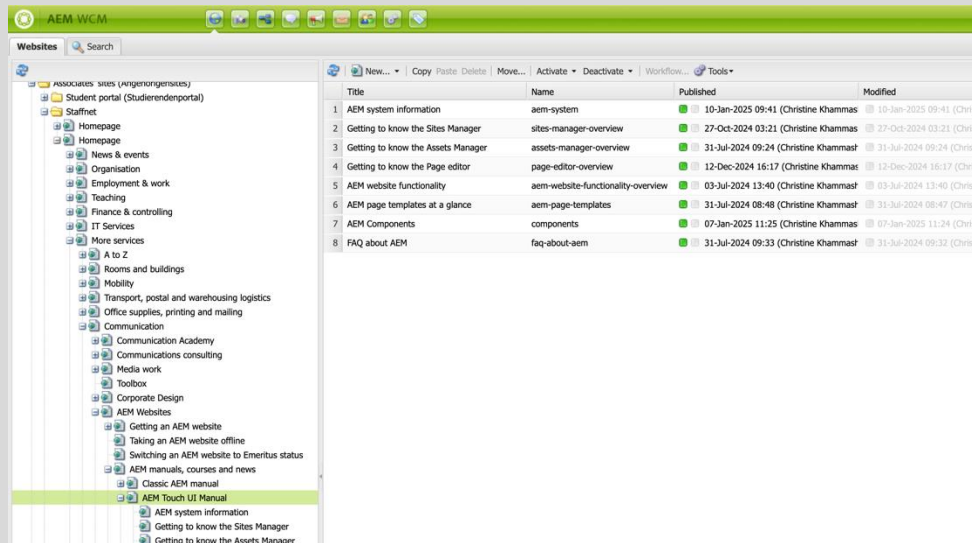 AEM WCM
Websites Search
Associates' sites (Angehörigensites)
Student portal (Studierendenportal)
Staffnet
Homepage
Homepage
News & events
Organisation
Employment & work
Teaching
Finance & controlling
IT Services
More services
A to Z
Rooms and buildings
Mobility
Transport, postal and warehousing logistics
Office supplies, printing and mailing
Communication
Communication Academy
Communications consulting
Media work
Toolbox
Corporate Design
AEM Websites
Getting an AEM website
Taking an AEM website offline
Switching an AEM website to Emeritus status
AEM manuals, courses and news
Classic AEM manual
AEM Touch UI Manual
AEM system information
Getting to know the Sites Manager
Getting to know the Assets Manager
New... Copy Paste Delete Move... Activate Deactivate Workflow... Tools
Title Name Published Modified
1 AEM system information aem-system 10-Jan-2025 09:41 (Christine Khammas 10-Jan-2025 09:41 (Chri
2 Getting to know the Sites Manager sites-manager-overview 27-Oct-2024 03:21 (Christine Khammas 27-Oct-2024 03:21 (Chri
3 Getting to know the Assets Manager assets-manager-overview 31-Jul-2024 09:24 (Christine Khammash 31-Jul-2024 09:24 (Chris
4 Getting to know the Page editor page-editor-overview 12-Dec-2024 16:17 (Christine Khammas 12-Dec-2024 16:17 (Chr
5 AEM website functionality aem-website-functionality-overview 03-Jul-2024 13:40 (Christine Khammash 03-Jul-2024 13:40 (Chris
6 AEM page templates at a glance aem-page-templates 31-Jul-2024 08:48 (Christine Khammash 31-Jul-2024 08:47 (Chris
7 AEM Components components 07-Jan-2025 11:25 (Christine Khammas 07-Jan-2025 11:24 (Chri
8 FAQ about AEM faq-about-aem 31-Jul-2024 09:33 (Christine Khammash 31-Jul-2024 09:32 (Chris